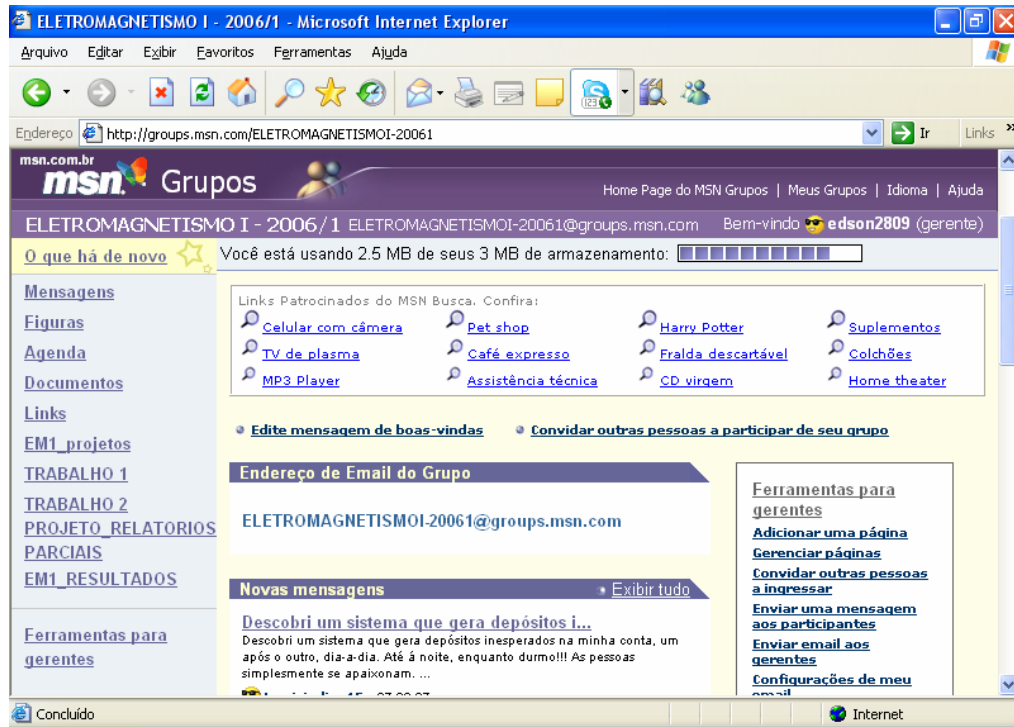 ELETROMAGNETISMO I - 2006/1 - Microsoft Internet Explorer
Arquivo Editar Exibir Favoritos Ferramentas Ajuda
Endereço http://groups.msn.com/ELETROMAGNETISMOI-20061 Ir Links »
msn.com.br
msn Grupos
Home Page do MSN Grupos | Meus Grupos | Idioma | Ajuda
ELETROMAGNETISMO I - 2006/1 ELETROMAGNETISMOI-20061@groups.msn.com Bem-vindo edson2809 (gerente)
O que há de novo
Você está usando 2.5 MB de seus 3 MB de armazenamento:
Mensagens
Figuras
Agenda
Documentos
Links
EM1_projetos
TRABALHO 1
TRABALHO 2
PROJETO_RELATORIOS
PARCIAIS
EM1_RESULTADOS
Ferramentas para
gerentes
Links Patrocinados do MSN Busca. Confira:
Celular com câmera Pet shop Harry Potter Suplementos
TV de plasma Café expresso Fralda descartável Colchões
MP3 Player Assistência técnica CD virgem Home theater
Edite mensagem de boas-vindas Convidar outras pessoas a participar de seu grupo
Endereço de Email do Grupo
ELETROMAGNETISMOI-20061@groups.msn.com
Novas mensagens Exibir tudo
Descobri um sistema que gera depósitos i...
Descobri um sistema que gera depósitos inesperados na minha conta, um
após o outro, dia-a-dia. Até á noite, enquanto durmo!!! As pessoas
simplesmente se apaixonam. ...
Ferramentas para
gerentes
Adicionar uma página
Gerenciar páginas
Convidar outras pessoas
a ingressar
Enviar uma mensagem
aos participantes
Enviar email aos
gerentes
Configurações de meu
email
Concluído Internet